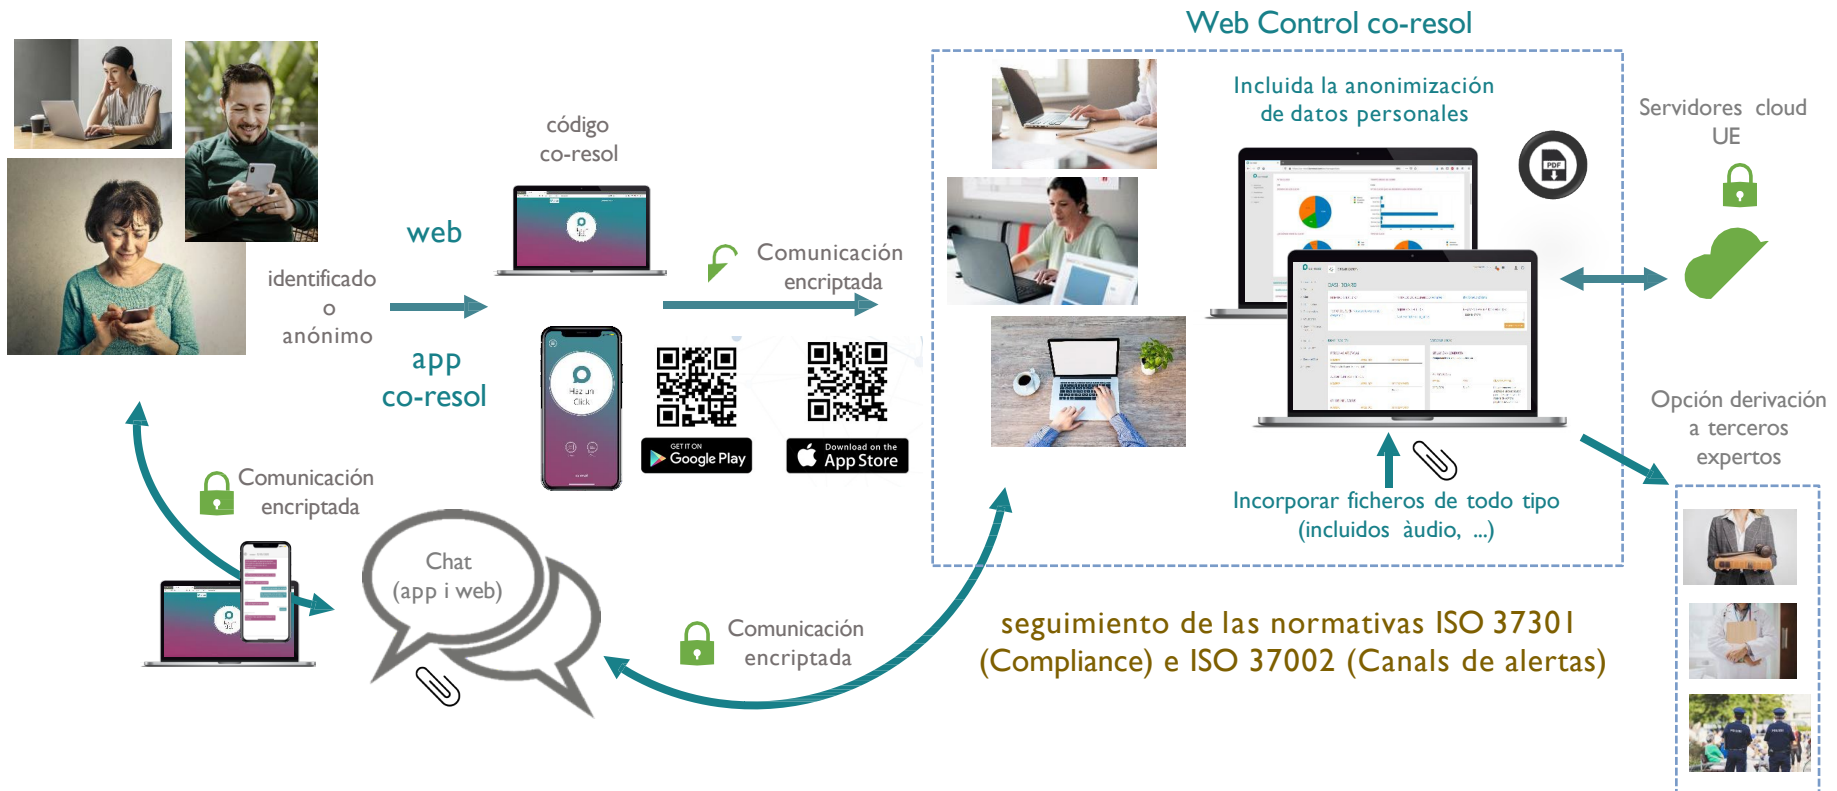 Web Control co-resol
Incluida la anonimización
de datos personales
Servidores cloud
UE
código
co-resol
PDF
web
Comunicación
encriptada
identificado
o
anónimo
app
co-resol
Haz un
Click
GET IT ON
Google Play
Download on the
App Store
DASHBOARD
Opción derivación
a terceros
expertos
Comunicación
encriptada
Incorporar ficheros de todo tipo
(incluidos àudio, ...)
Chat
(app i web)
Comunicación
encriptada
seguimiento de las normativas ISO 37301
(Compliance) e ISO 37002 (Canals de alertas)